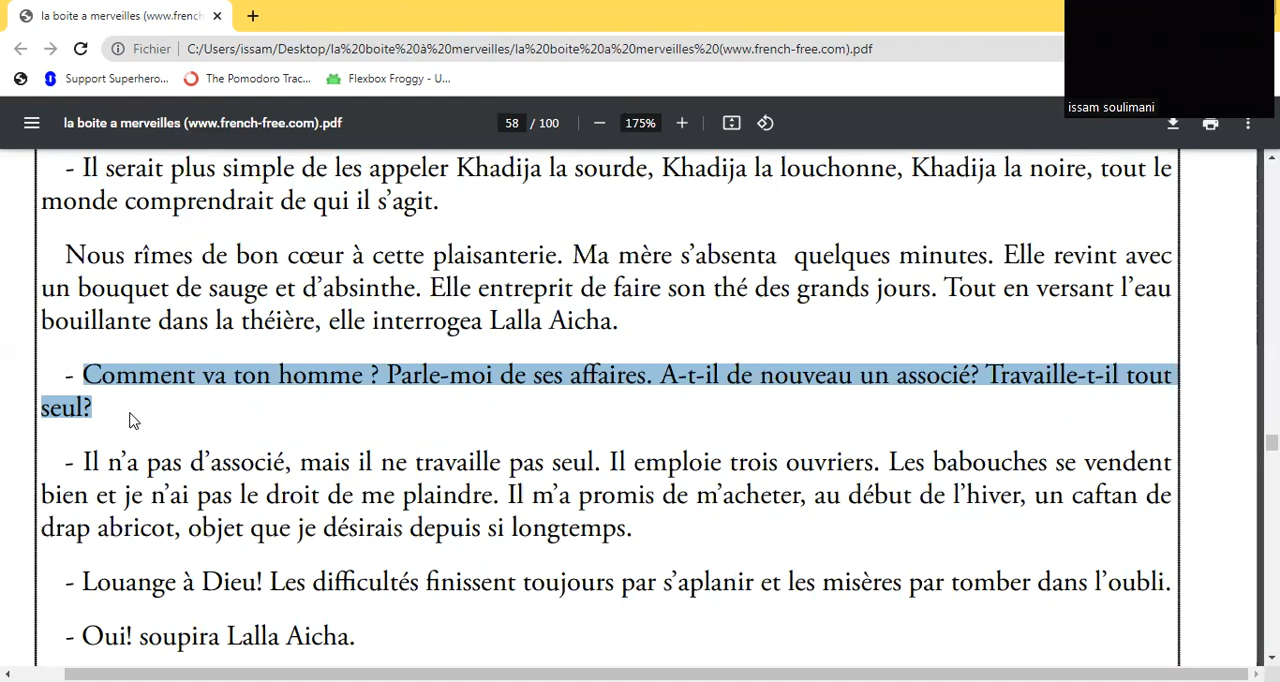 la boite a merveilles (www.french
Fichier C:/Users/issam/Desktop/la%20boite%20à%20merveilles/la%20boite%20a%20merveilles%20(www.french-free.com).pdf
Support Superhero... The Pomodoro Trac... Flexbox Froggy - U...
issam soulimani
la boite a merveilles (www.french-free.com).pdf 58 / 100 175%
- Il serait plus simple de les appeler Khadija la sourde, Khadija la louchonne, Khadija la noire, tout le
monde comprendrait de qui il s’agit.
Nous rîmes de bon cœur à cette plaisanterie. Ma mère s’absenta quelques minutes. Elle revint avec
un bouquet de sauge et d’absinthe. Elle entreprit de faire son thé des grands jours. Tout en versant l’eau
bouillante dans la théière, elle interrogea Lalla Aicha.
- Comment va ton homme ? Parle-moi de ses affaires. A-t-il de nouveau un associé? Travaille-t-il tout
seul?
- Il n’a pas d’associé, mais il ne travaille pas seul. Il emploie trois ouvriers. Les babouches se vendent
bien et je n’ai pas le droit de me plaindre. Il m’a promis de m’acheter, au début de l’hiver, un caftan de
drap abricot, objet que je désirais depuis si longtemps.
- Louange à Dieu! Les difficultés finissent toujours par s’aplanir et les misères par tomber dans l’oubli.
- Oui! soupira Lalla Aicha.